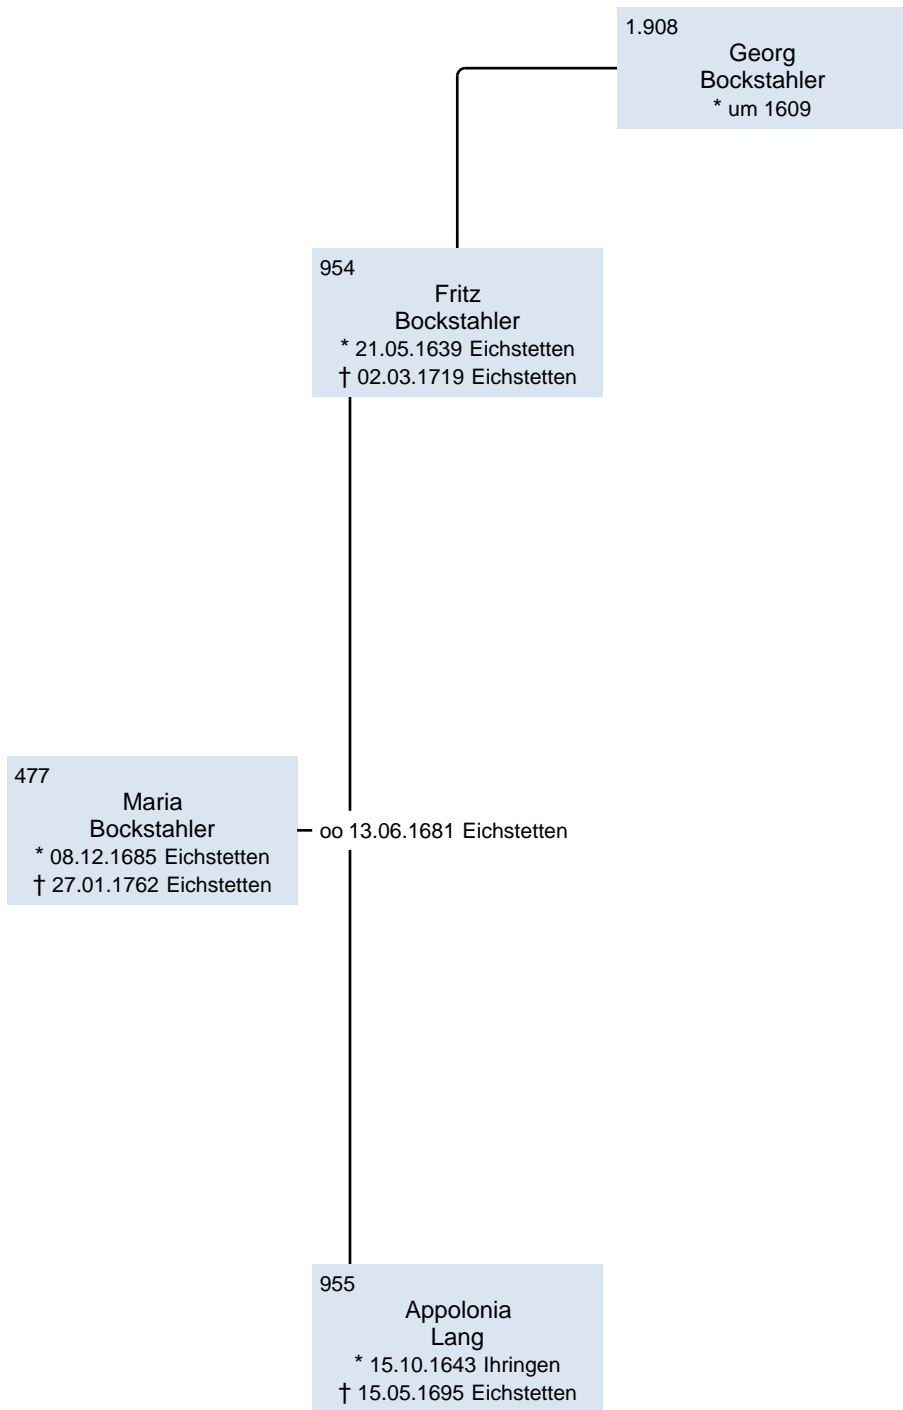 1.908
Georg
Bockstahler
* um 1609
954
Fritz
Bockstahler
* 21.05.1639 Eichstetten
† 02.03.1719 Eichstetten
477
Maria
Bockstahler
* 08.12.1685 Eichstetten
† 27.01.1762 Eichstetten
oo 13.06.1681 Eichstetten
955
Appolonia
Lang
* 15.10.1643 Ihringen
† 15.05.1695 Eichstetten